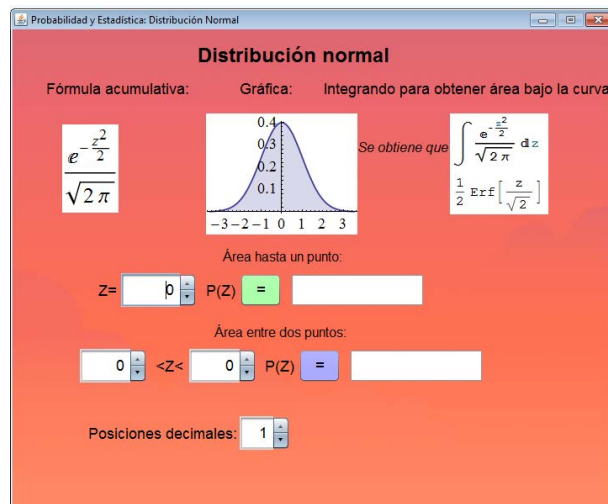 Probabilidad y Estadística: Distribución Normal
Distribución normal
Fórmula acumulativa: Gráfica: Integrando para obtener área bajo la curva
e^(-z^2/2) / √(2 π)
0.4
0.3
0.2
0.1
-3 -2 -1 0 1 2 3
Se obtiene que ∫ e^(-z^2/2) / √(2 π) dz
1/2 Erf[z/√2]
Área hasta un punto:
Z= 0 P(Z) =
Área entre dos puntos:
0 <Z< 0 P(Z) =
Posiciones decimales: 1